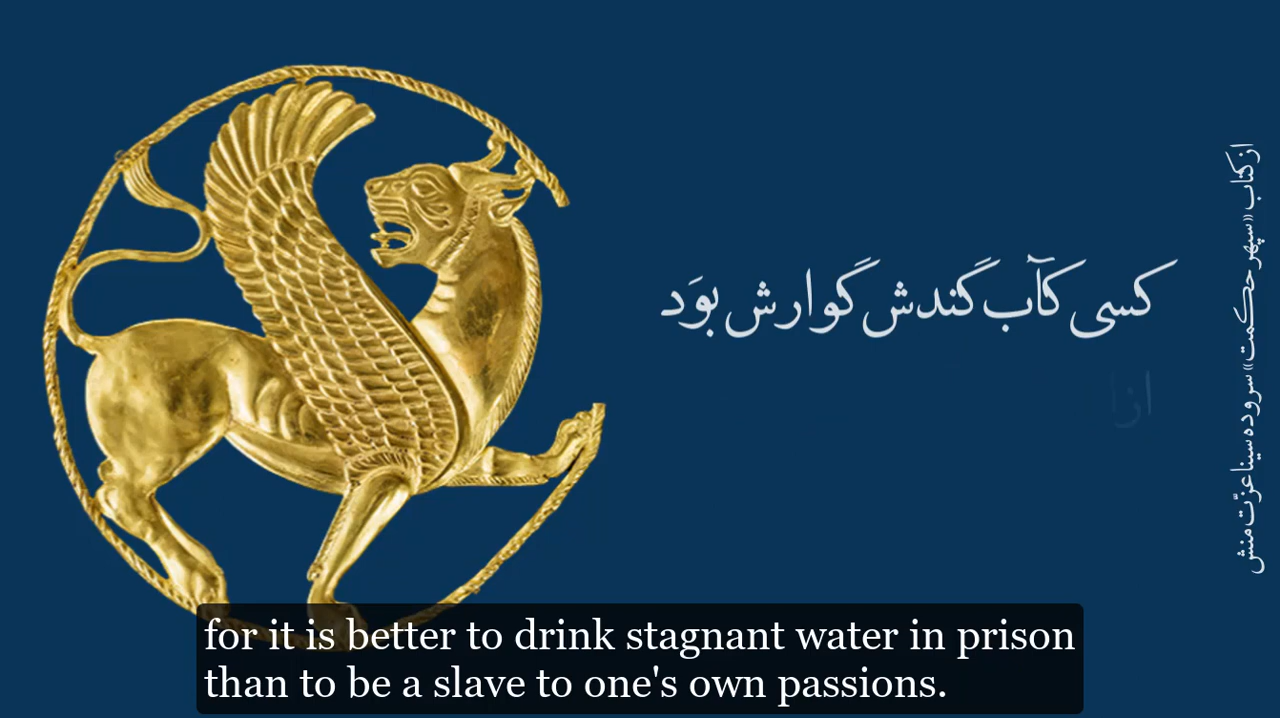 کسی کآب گندش گوارش بوَد
از کتاب «سپهر حکمت» سروده سینا عزّت‌منش
for it is better to drink stagnant water in prison
than to be a slave to one's own passions.